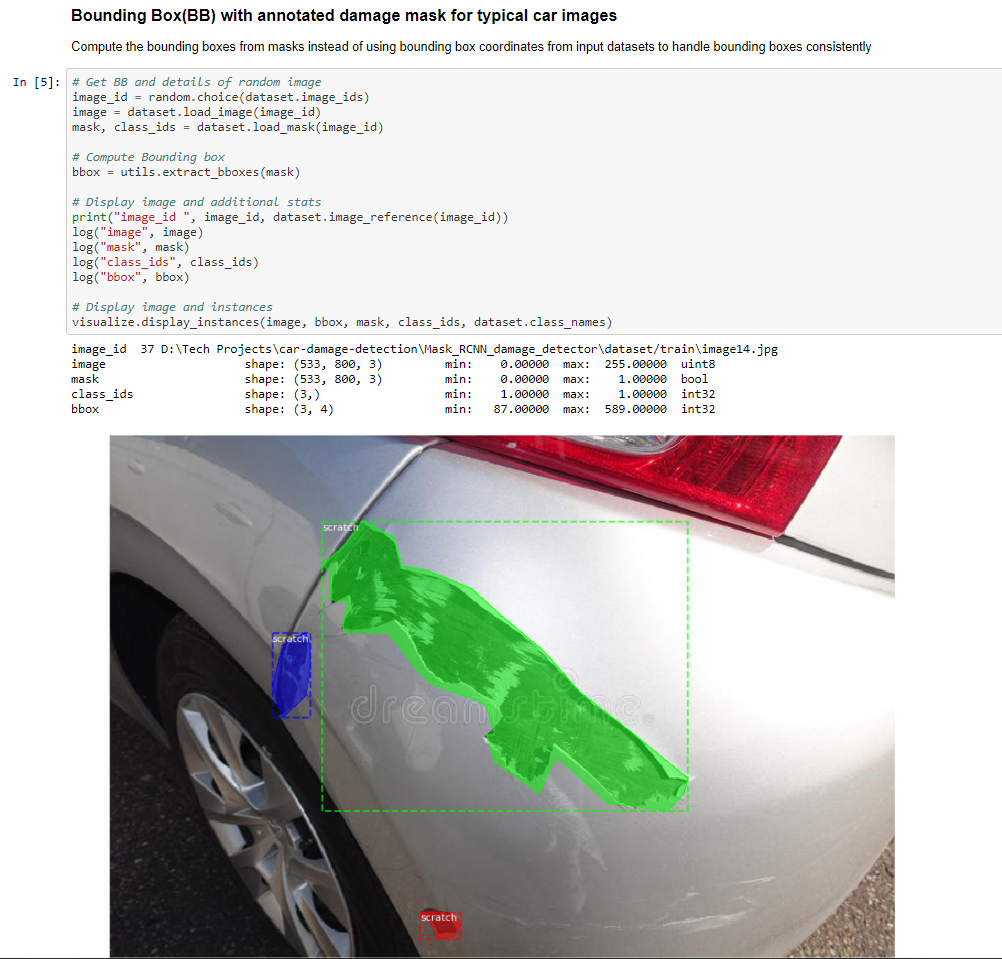 Bounding Box(BB) with annotated damage mask for typical car images
Compute the bounding boxes from masks instead of using bounding box coordinates from input datasets to handle bounding boxes consistently
In [5]:
# Get BB and details of random image
image_id = random.choice(dataset.image_ids)
image = dataset.load_image(image_id)
mask, class_ids = dataset.load_mask(image_id)
# Compute Bounding box
bbox = utils.extract_bboxes(mask)
# Display image and additional stats
print("image_id ", image_id, dataset.image_reference(image_id))
log("image", image)
log("mask", mask)
log("class_ids", class_ids)
log("bbox", bbox)
# Display image and instances
visualize.display_instances(image, bbox, mask, class_ids, dataset.class_names)
image_id  37 D:\Tech Projects\car-damage-detection\Mask_RCNN_damage_detector\dataset/train\image14.jpg
image shape: (533, 800, 3) min: 0.00000 max: 255.00000 uint8
mask shape: (533, 800, 3) min: 0.00000 max: 1.00000 bool
class_ids shape: (3,) min: 1.00000 max: 1.00000 int32
bbox shape: (3, 4) min: 87.00000 max: 589.00000 int32
scratch
scratch
dreamstime.
scratch